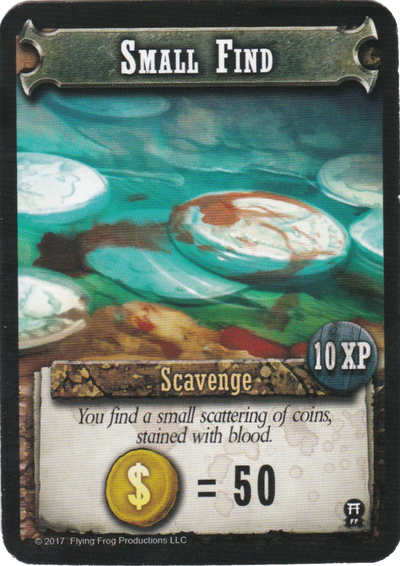 Small Find
10 XP
Scavenge
You find a small scattering of coins,
stained with blood.
$ = 50
FF
© 2017 Flying Frog Productions LLC